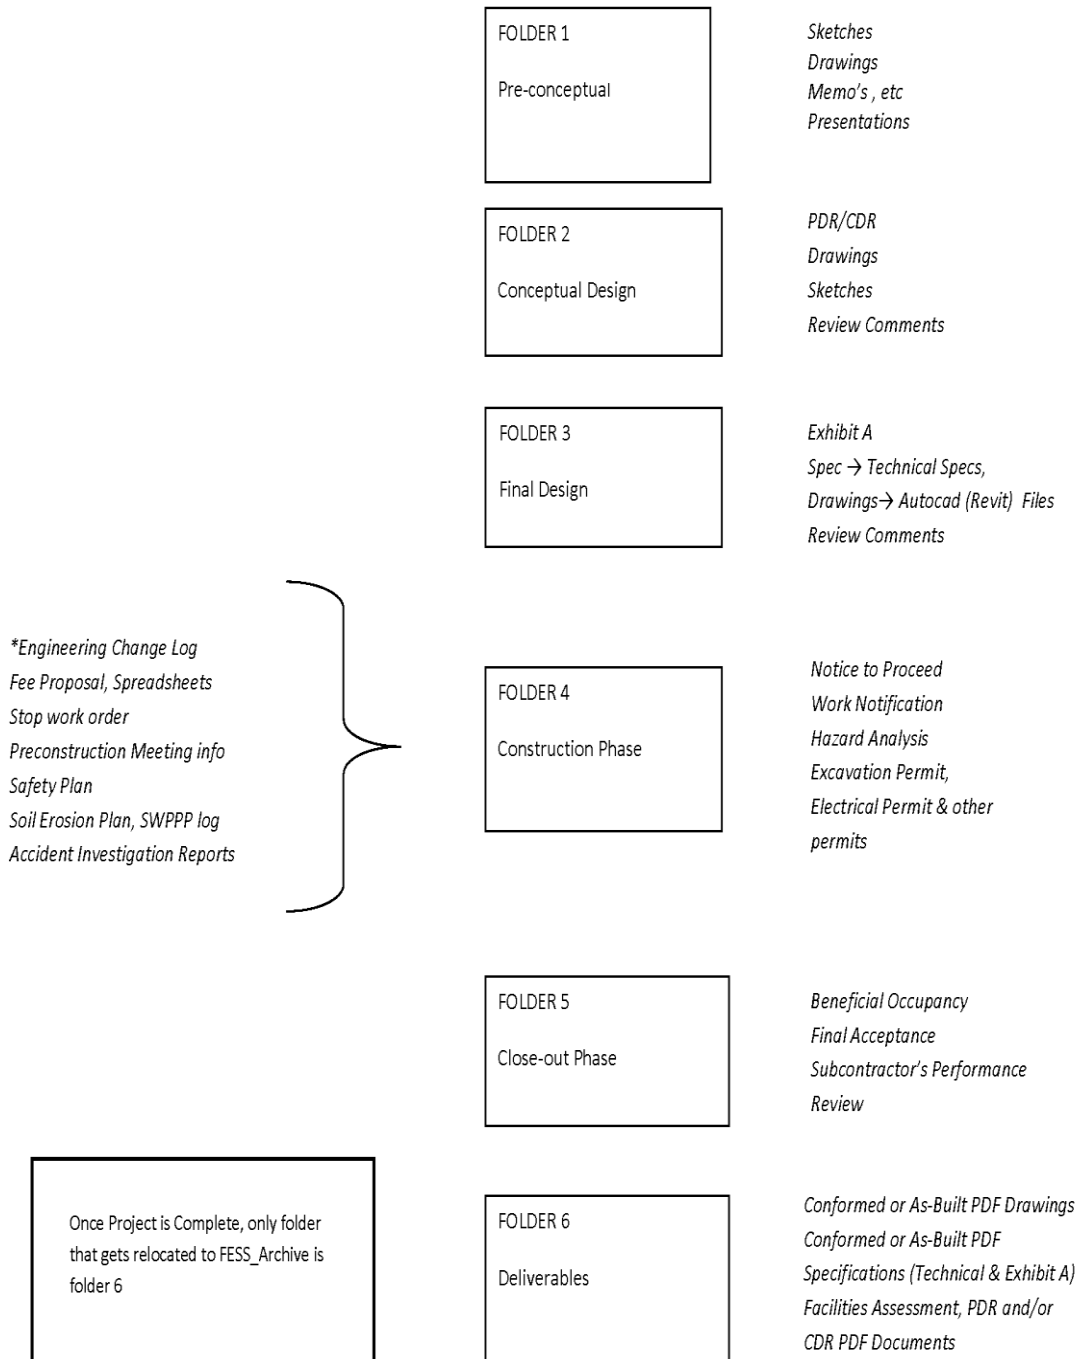 FOLDER 1
Pre-conceptual
Sketches
Drawings
Memo's , etc
Presentations
FOLDER 2
Conceptual Design
PDR/CDR
Drawings
Sketches
Review Comments
FOLDER 3
Final Design
Exhibit A
Spec → Technical Specs,
Drawings→ Autocad (Revit) Files
Review Comments
*Engineering Change Log
Fee Proposal, Spreadsheets
Stop work order
Preconstruction Meeting info
Safety Plan
Soil Erosion Plan, SWPPP log
Accident Investigation Reports
FOLDER 4
Construction Phase
Notice to Proceed
Work Notification
Hazard Analysis
Excavation Permit,
Electrical Permit & other
permits
FOLDER 5
Close-out Phase
Beneficial Occupancy
Final Acceptance
Subcontractor's Performance
Review
Once Project is Complete, only folder
that gets relocated to FESS_Archive is
folder 6
FOLDER 6
Deliverables
Conformed or As-Built PDF Drawings
Conformed or As-Built PDF
Specifications (Technical & Exhibit A)
Facilities Assessment, PDR and/or
CDR PDF Documents